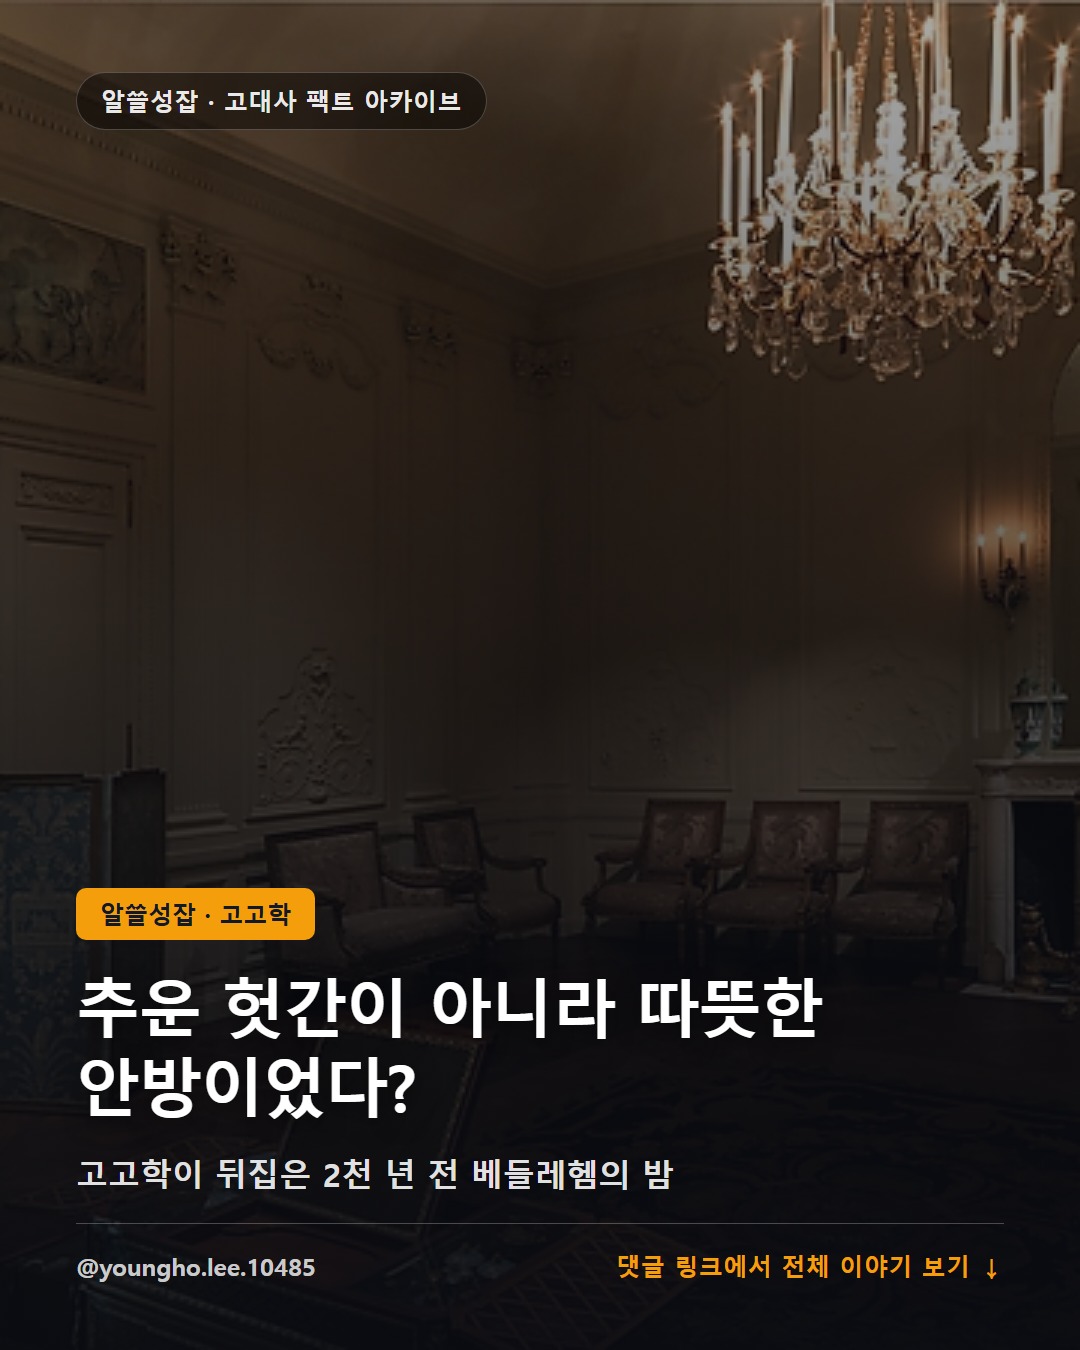 알쓸성잡 · 고대사 팩트 아카이브
알쓸성잡 · 고고학
추운 헛간이 아니라 따뜻한
안방이었다?
고고학이 뒤집은 2천 년 전 베들레헴의 밤
@youngho.lee.10485
댓글 링크에서 전체 이야기 보기 ↓